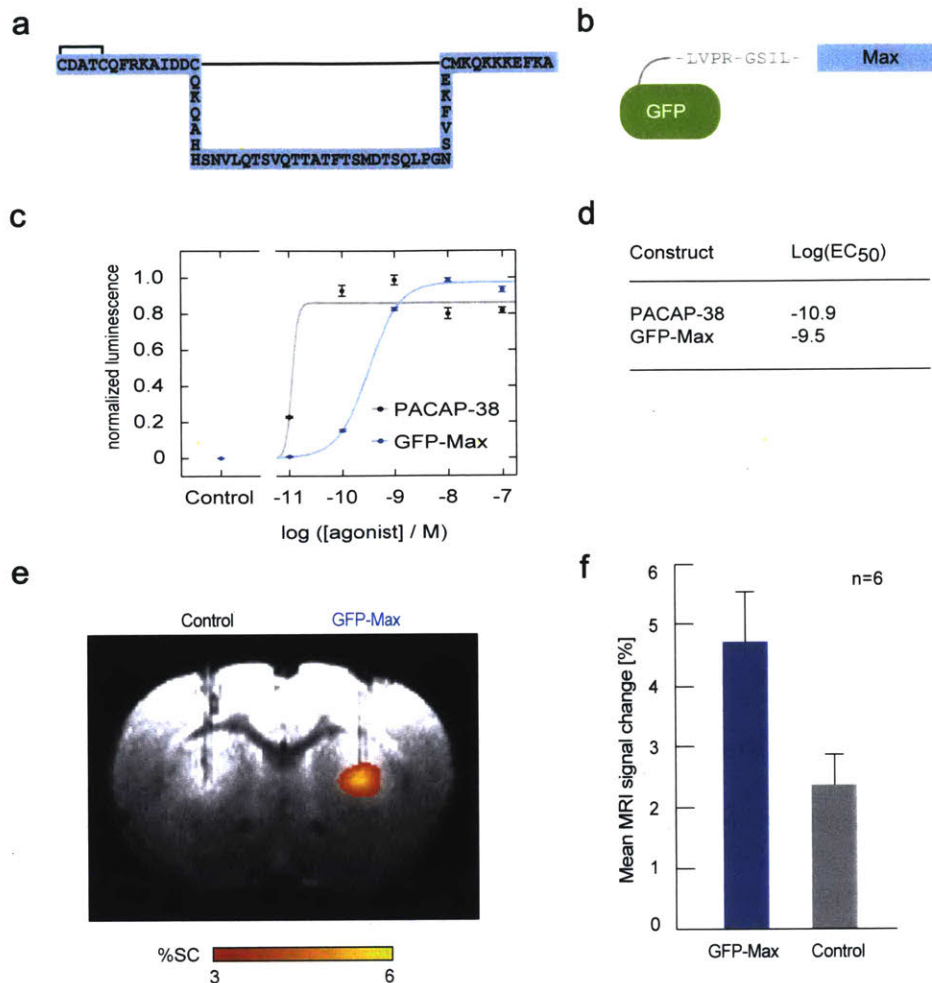 a
CDATCQFRKAIDDC
CMKQKKKEFKA
Q
K
Q
A
H
E
K
F
V
S
HSNVLQTSVQTTATFTSMDTSQLPGN
b
-LVPR-GSIL-
Max
GFP
c
normalized luminescence
1.0
0.8
0.6
0.4
0.2
0
PACAP-38
GFP-Max
Control
-11
-10
-9
-8
-7
log ([agonist] / M)
d
Construct Log(EC50)
PACAP-38 -10.9
GFP-Max -9.5
e
Control GFP-Max
%SC
3 6
f
n=6
Mean MRI signal change [%]
6
5
4
3
2
1
0
GFP-Max Control